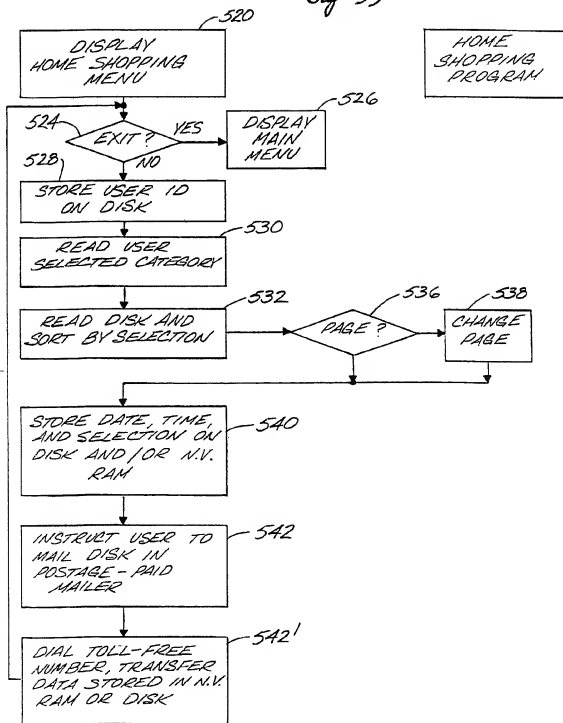 520
DISPLAY
HOME SHOPPING
MENU
HOME
SHOPPING
PROGRAM
524
EXIT ?
YES
526
DISPLAY
MAIN
MENU
NO
528
STORE USER ID
ON DISK
530
READ USER
SELECTED CATEGORY
532
READ DISK AND
SORT BY SELECTION
536
PAGE ?
538
CHANGE
PAGE
540
STORE DATE, TIME,
AND SELECTION ON
DISK AND/OR N.V.
RAM
542
INSTRUCT USER TO
MAIL DISK IN
POSTAGE-PAID
MAILER
542'
DIAL TOLL-FREE
NUMBER, TRANSFER
DATA STORED IN N.V.
RAM OR DISK